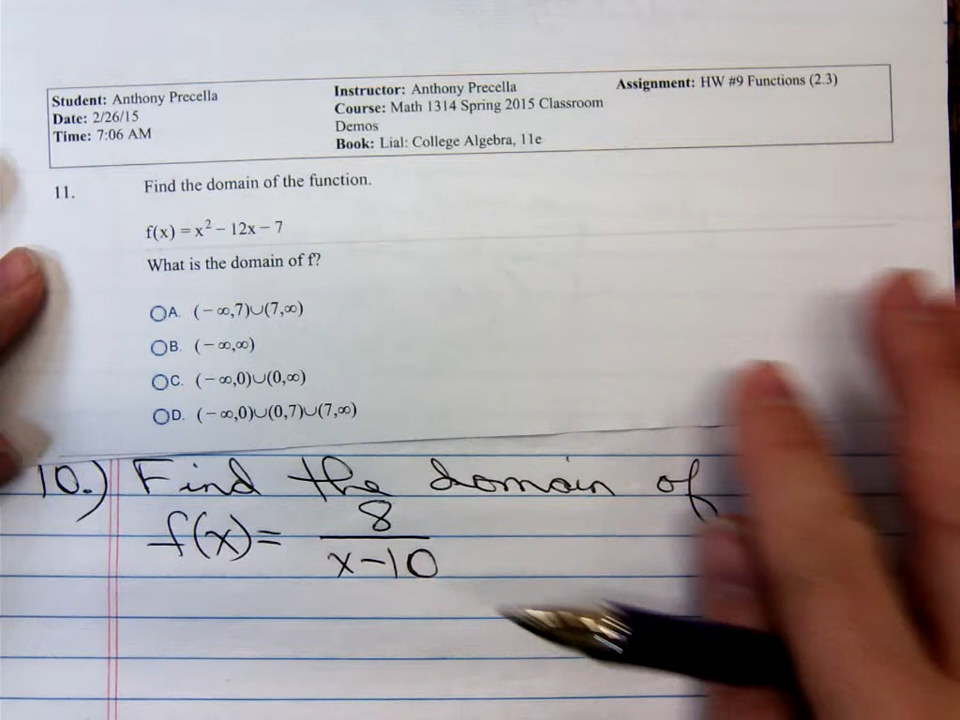 Student: Anthony Precella
Date: 2/26/15
Time: 7:06 AM
Instructor: Anthony Precella
Course: Math 1314 Spring 2015 Classroom
Demos
Book: Lial: College Algebra, 11e
Assignment: HW #9 Functions (2.3)
11. Find the domain of the function.
f(x) = x² − 12x − 7
What is the domain of f?
A. (− ∞,7)∪(7,∞)
B. (− ∞,∞)
C. (− ∞,0)∪(0,∞)
D. (− ∞,0)∪(0,7)∪(7,∞)
10.) Find the domain of
f(x)= 8/(x-10)